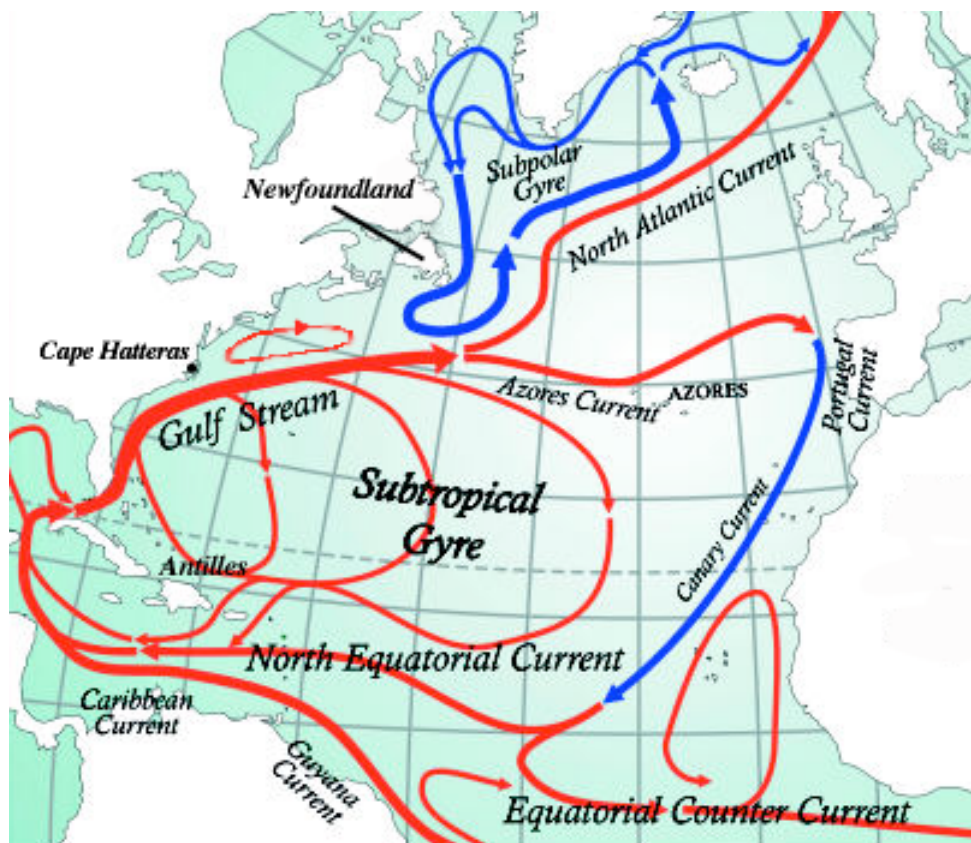 Subpolar
Gyre
Newfoundland
North Atlantic Current
Cape Hatteras
Gulf Stream
Azores Current
AZORES
Portugal
Current
Subtropical
Gyre
Canary Current
Antilles
North Equatorial Current
Caribbean
Current
Guyana
Current
Equatorial Counter Current